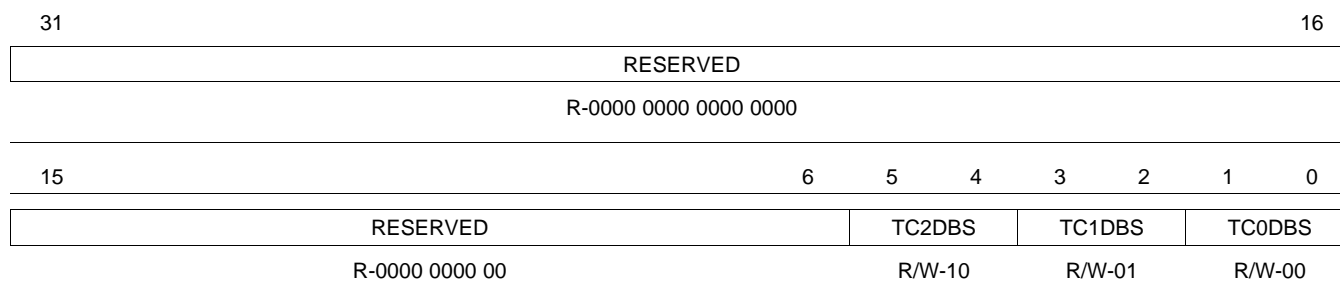 31 16
RESERVED
R-0000 0000 0000 0000
15 6 5 4 3 2 1 0
RESERVED TC2DBS TC1DBS TC0DBS
R-0000 0000 00 R/W-10 R/W-01 R/W-00